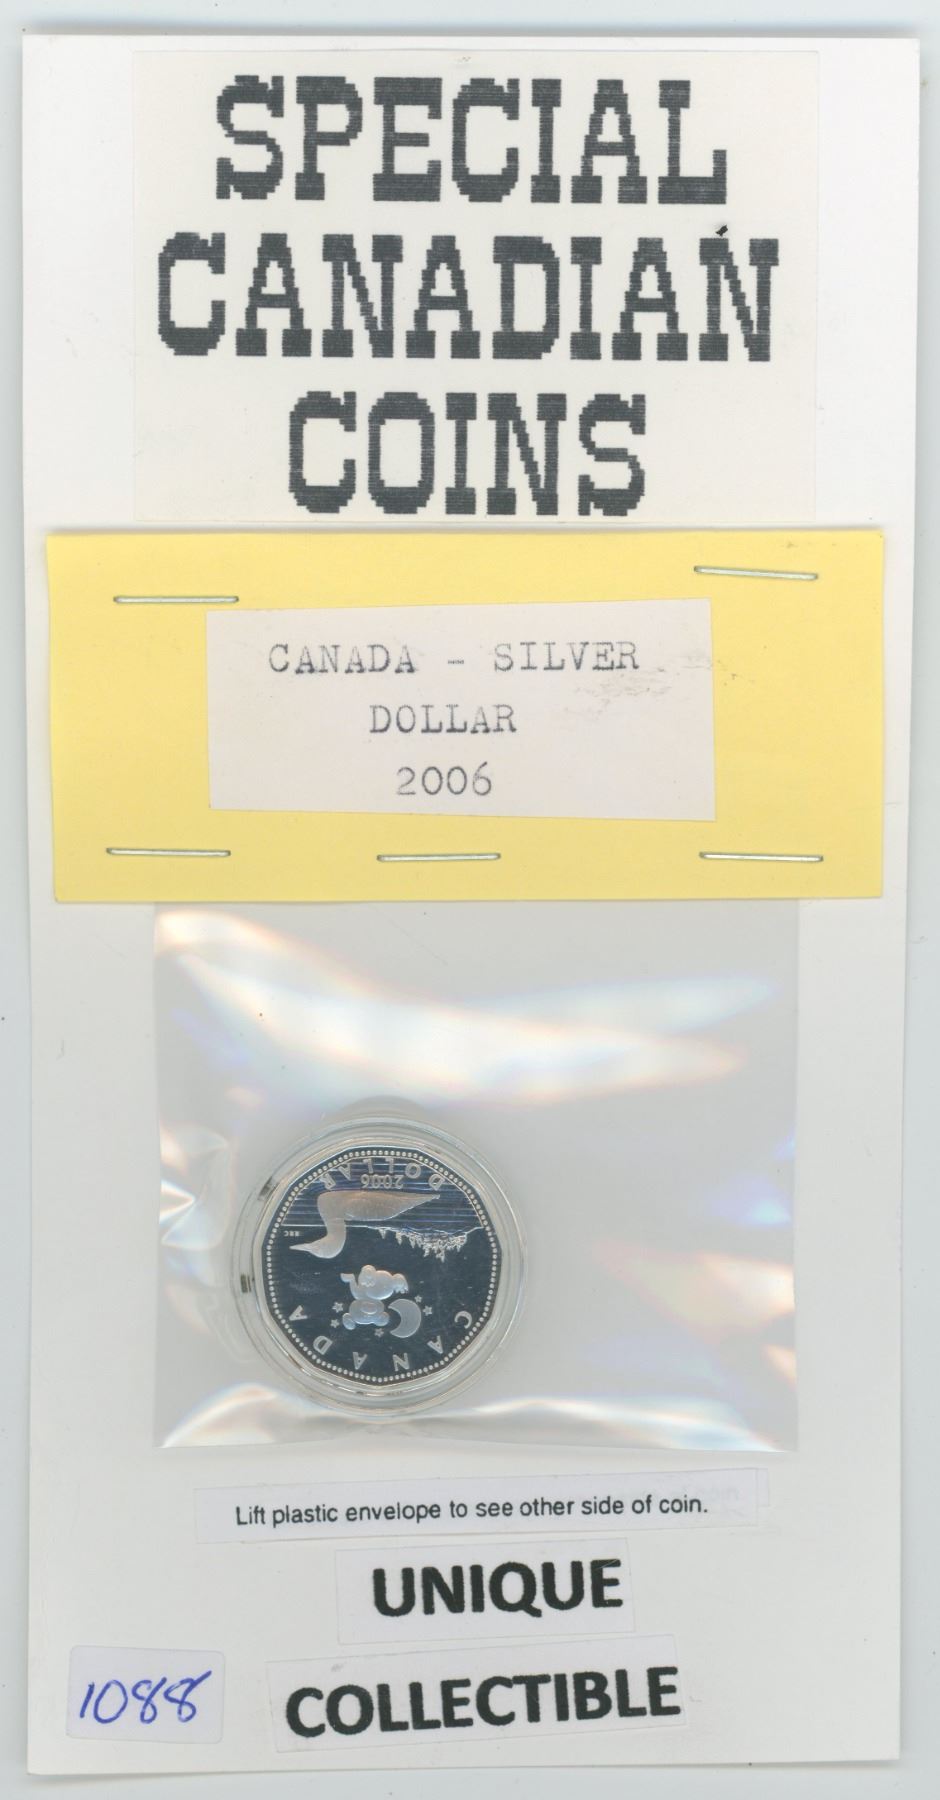 SPECIAL
CANADIAN
COINS
CANADA - SILVER
DOLLAR
2006
CANADA
2006
DOLLAR
Lift plastic envelope to see other side of coin.
UNIQUE
COLLECTIBLE
1088